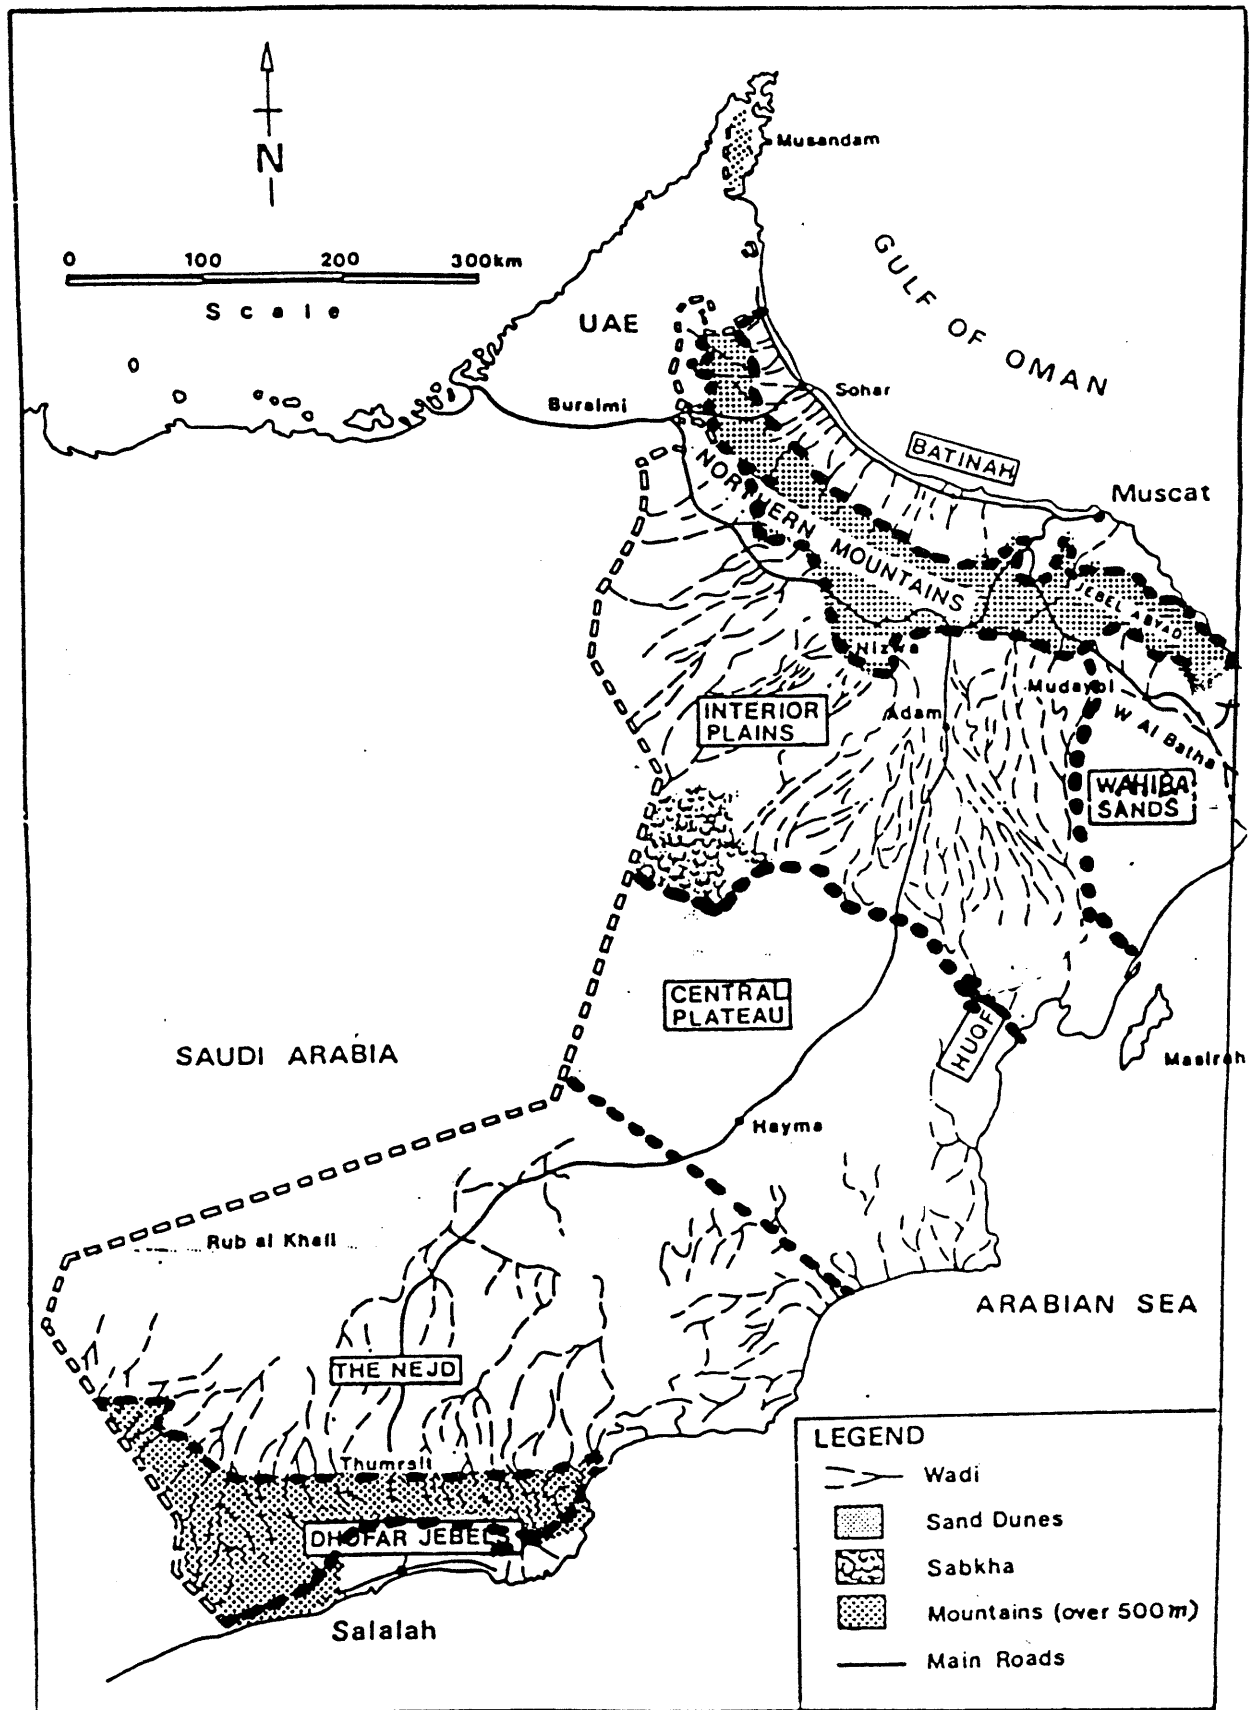 Musandam
N
0 100 200 300km
Scale
GULF OF OMAN
UAE
Sohar
Buraimi
BATINAH
Muscat
NORTHERN MOUNTAINS
JEBEL ABYAD
Nizwa
Mudaybi
INTERIOR
PLAINS
Adam
W Al Batha
WAHIBA
SANDS
CENTRAL
PLATEAU
HUQF
SAUDI ARABIA
Masirah
Hayma
Rub al Khali
ARABIAN SEA
THE NEJD
LEGEND
Thumrait
Wadi
Sand Dunes
DHOFAR JEBELS
Sabkha
Mountains (over 500m)
Salalah
Main Roads